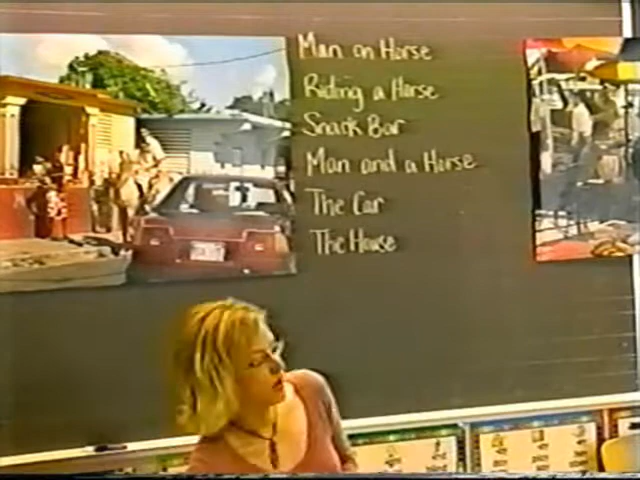 Man on Horse
Riding a Horse
Snack Bar
Man and a Horse
The Car
The House